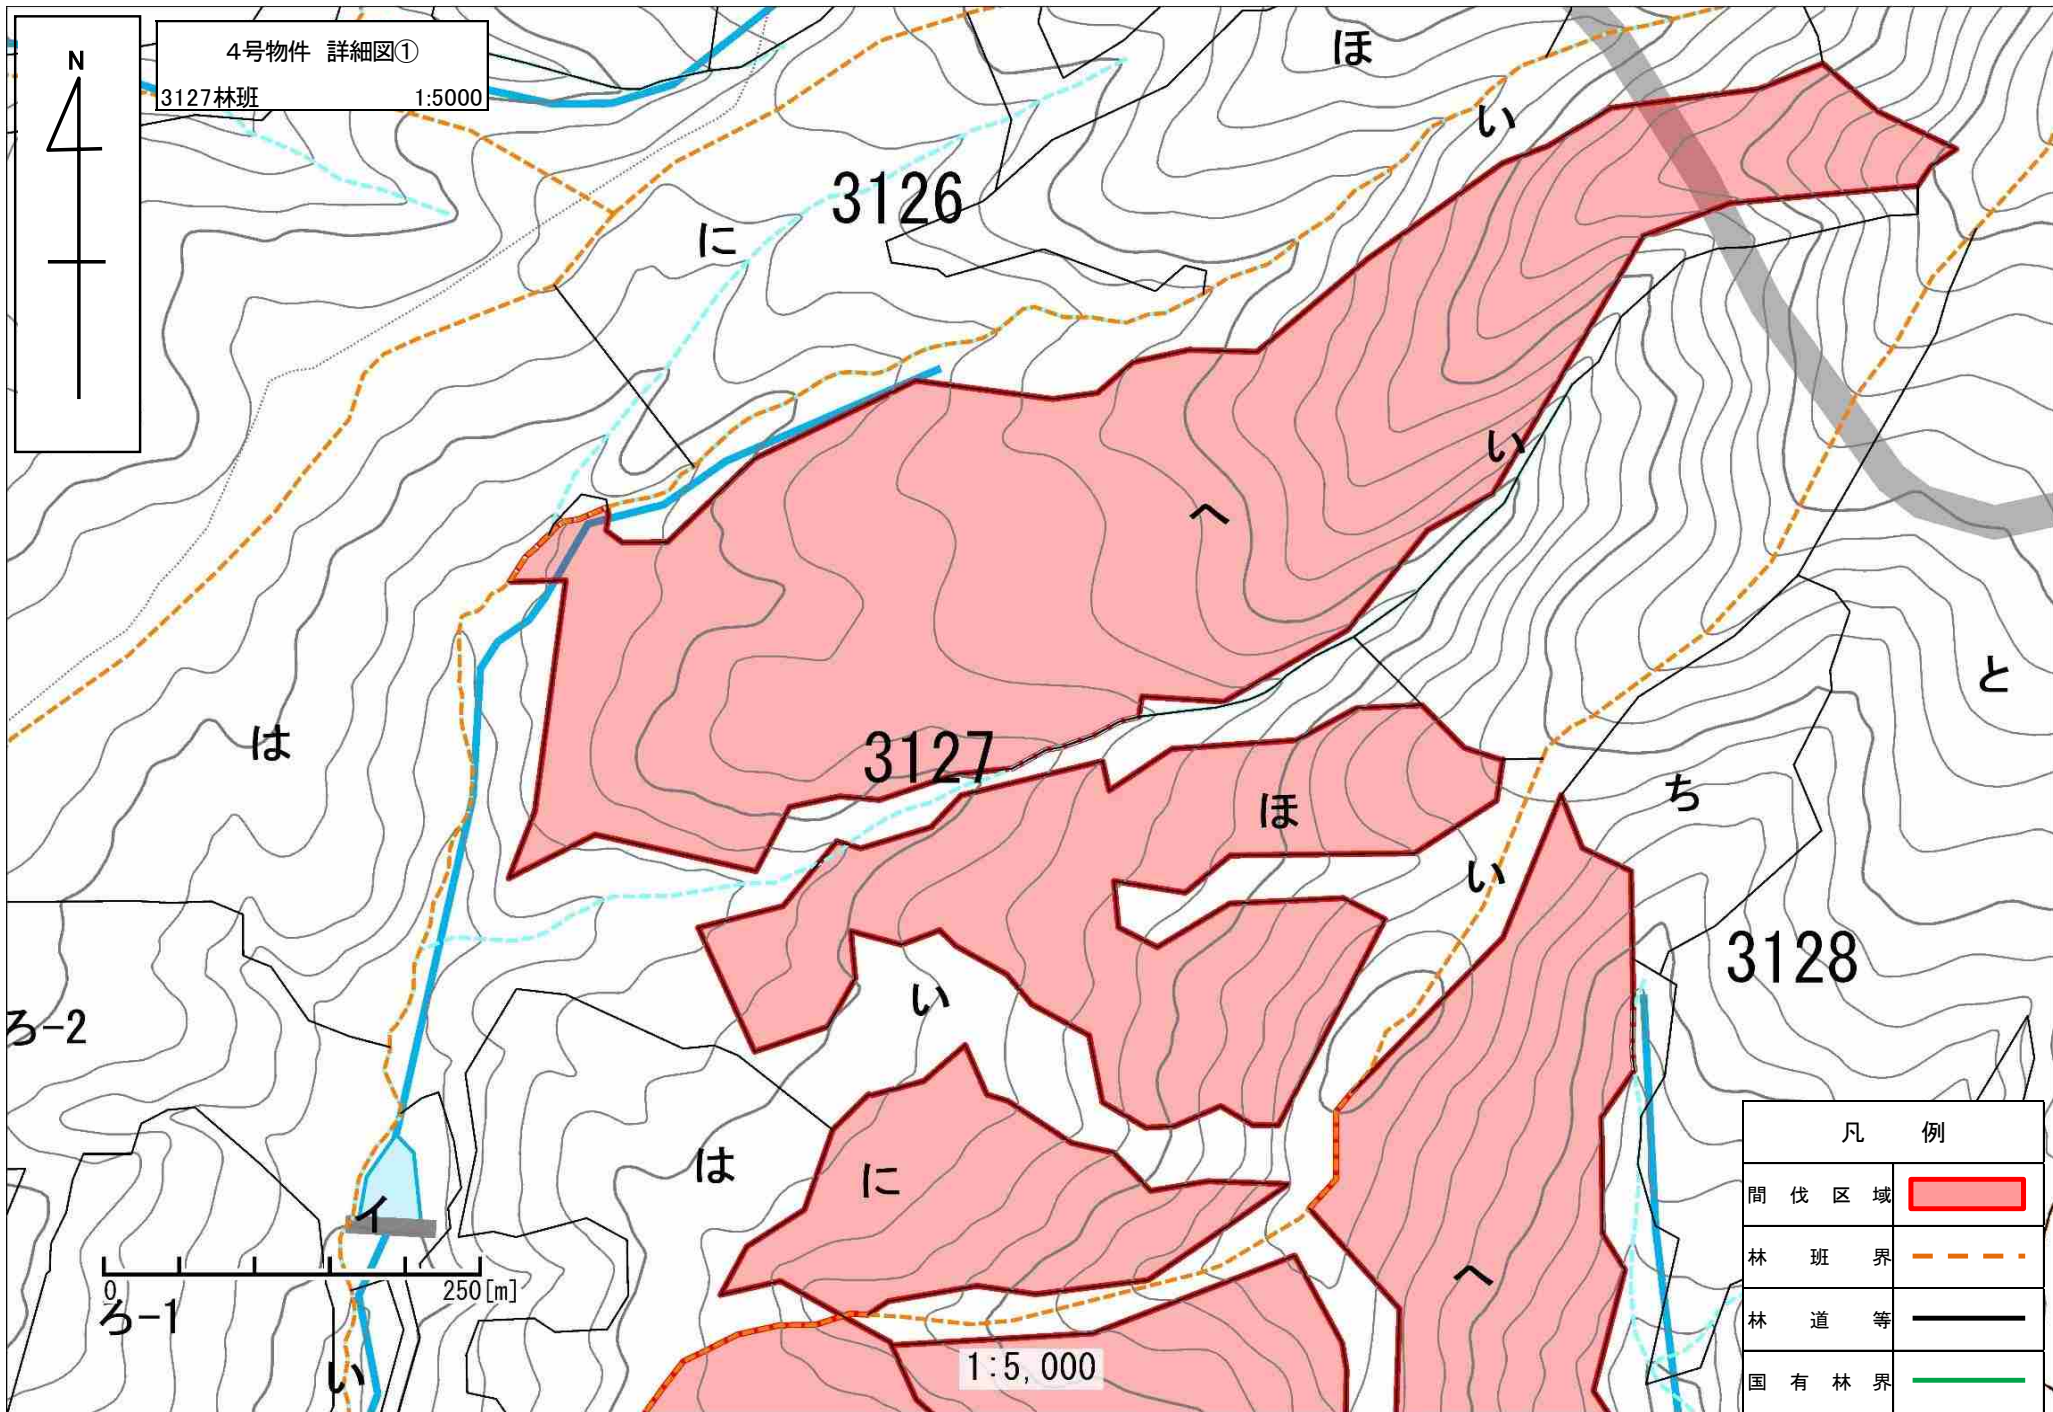 N
4号物件 詳細図①
3127林班 1:5000
ほ
い
3126
に
い
へ
と
は
3127
ち
ほ
い
3128
い
ろ-2
は
に
イ
へ
0 250[m]
ろ-1
い
1:5,000
凡 例
間伐区域
林班界
林道等
国有林界